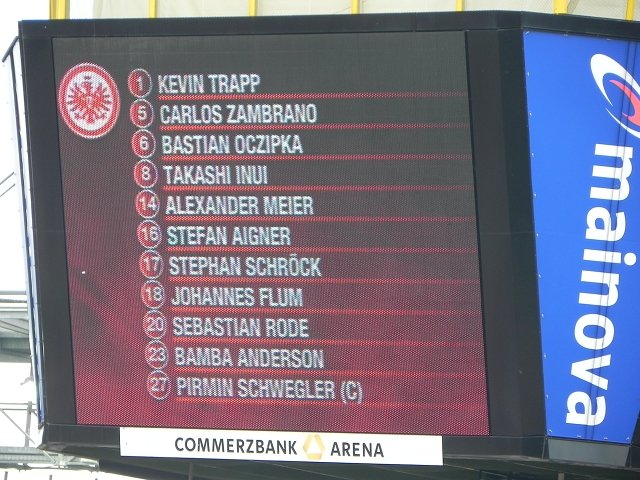 1 KEVIN TRAPP
5 CARLOS ZAMBRANO
6 BASTIAN OCZIPKA
8 TAKASHI INUI
14 ALEXANDER MEIER
16 STEFAN AIGNER
17 STEPHAN SCHRÖCK
18 JOHANNES FLUM
20 SEBASTIAN RODE
23 BAMBA ANDERSON
27 PIRMIN SCHWEGLER (C)
COMMERZBANK ARENA
mainova